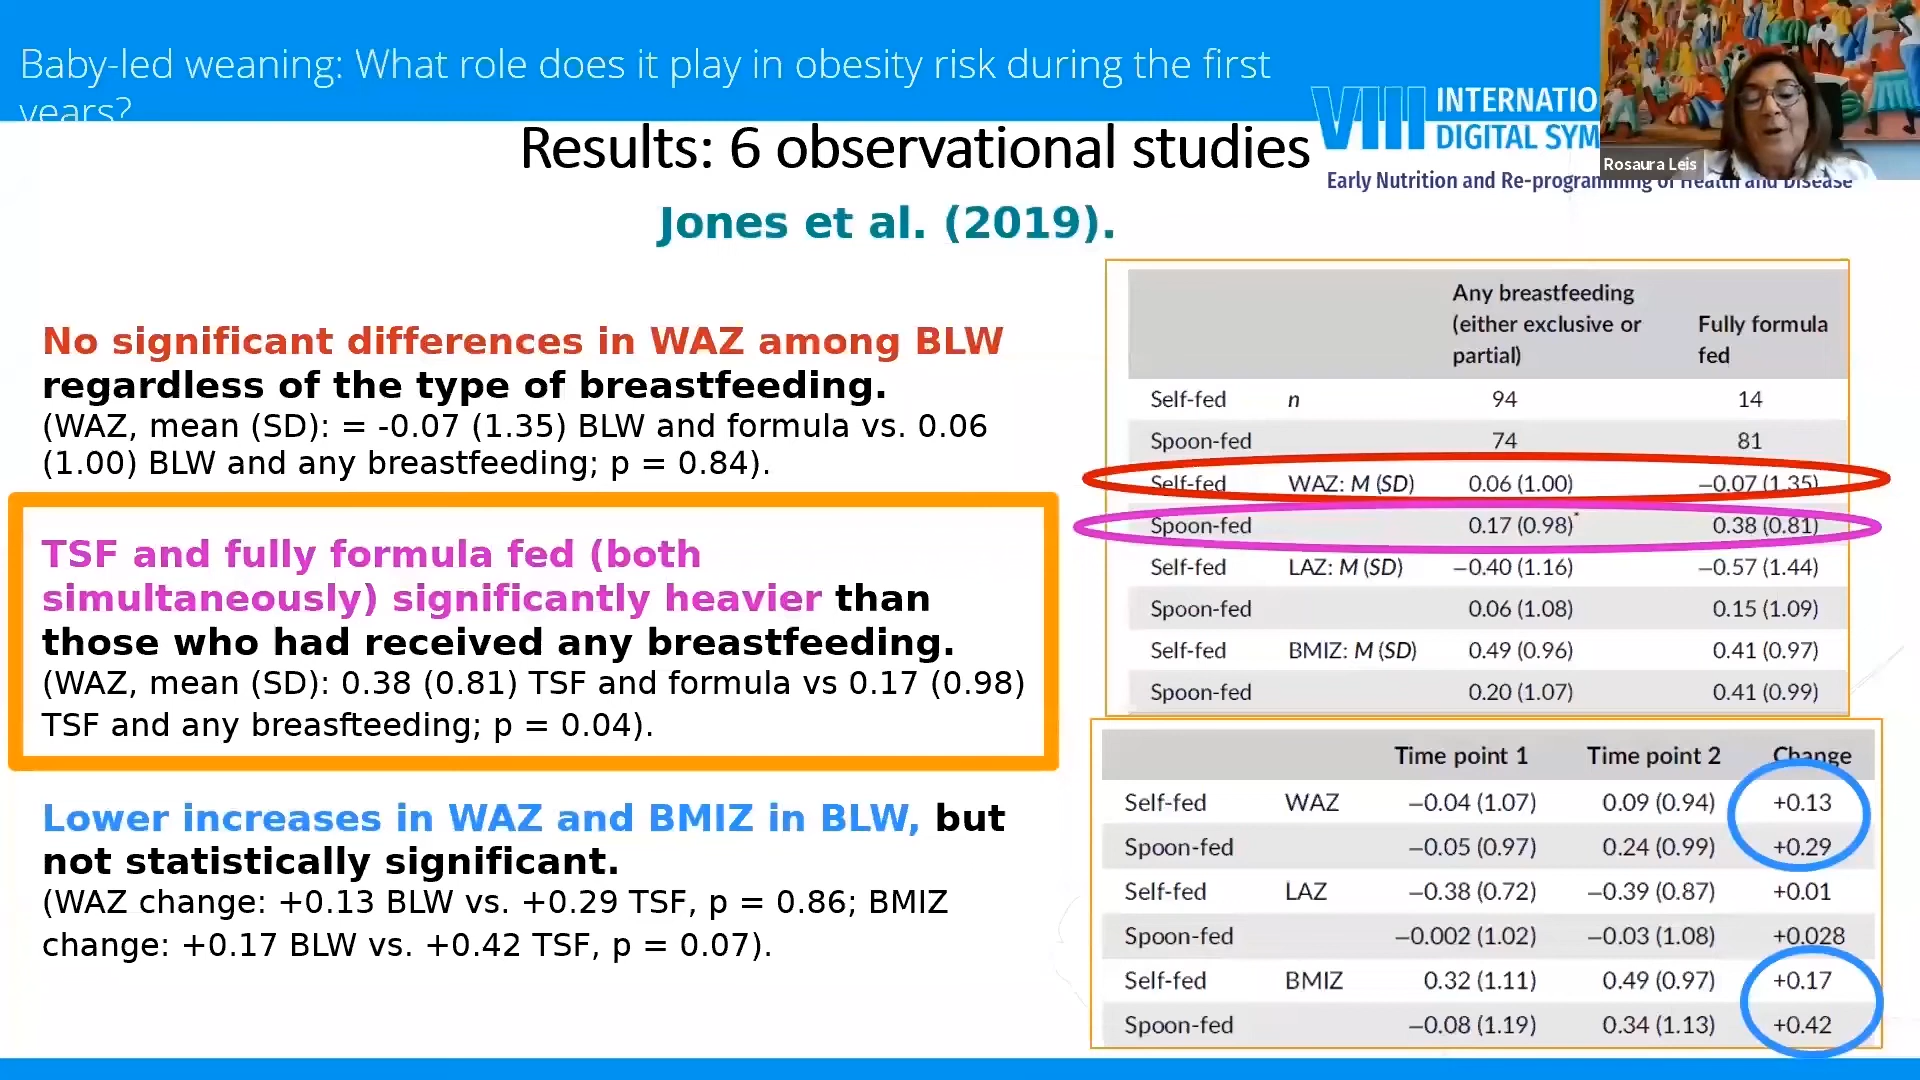 Baby-led weaning: What role does it play in obesity risk during the first
years?
VIII INTERNATIO
DIGITAL SYM
Early Nutrition and Re-programming of Health and Disease
Rosaura Leis
Results: 6 observational studies
Jones et al. (2019).
No significant differences in WAZ among BLW
regardless of the type of breastfeeding.
(WAZ, mean (SD): = -0.07 (1.35) BLW and formula vs. 0.06
(1.00) BLW and any breastfeeding; p = 0.84).
TSF and fully formula fed (both
simultaneously) significantly heavier than
those who had received any breastfeeding.
(WAZ, mean (SD): 0.38 (0.81) TSF and formula vs 0.17 (0.98)
TSF and any breasfteeding; p = 0.04).
Lower increases in WAZ and BMIZ in BLW, but
not statistically significant.
(WAZ change: +0.13 BLW vs. +0.29 TSF, p = 0.86; BMIZ
change: +0.17 BLW vs. +0.42 TSF, p = 0.07).
Any breastfeeding
(either exclusive or
partial)
Fully formula
fed
Self-fed n 94 14
Spoon-fed 74 81
Self-fed WAZ: M (SD) 0.06 (1.00) −0.07 (1.35)
Spoon-fed 0.17 (0.98)* 0.38 (0.81)
Self-fed LAZ: M (SD) −0.40 (1.16) −0.57 (1.44)
Spoon-fed 0.06 (1.08) 0.15 (1.09)
Self-fed BMIZ: M (SD) 0.49 (0.96) 0.41 (0.97)
Spoon-fed 0.20 (1.07) 0.41 (0.99)
Time point 1 Time point 2 Change
Self-fed WAZ −0.04 (1.07) 0.09 (0.94) +0.13
Spoon-fed −0.05 (0.97) 0.24 (0.99) +0.29
Self-fed LAZ −0.38 (0.72) −0.39 (0.87) +0.01
Spoon-fed −0.002 (1.02) −0.03 (1.08) +0.028
Self-fed BMIZ 0.32 (1.11) 0.49 (0.97) +0.17
Spoon-fed −0.08 (1.19) 0.34 (1.13) +0.42